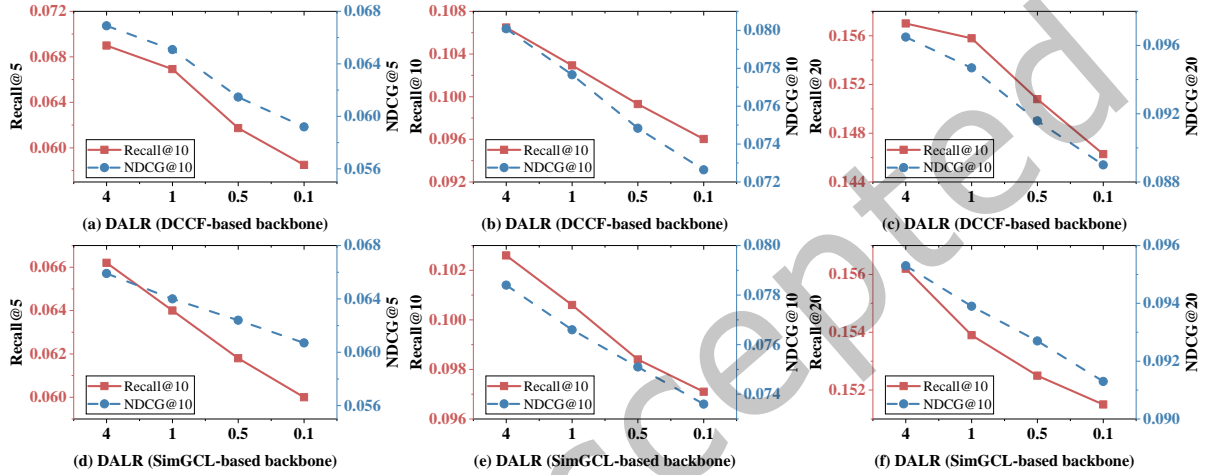 0.072
0.068
0.064
0.060
Recall@5
0.068
0.064
0.060
0.056
NDCG@5
Recall@10
NDCG@10
4 1 0.5 0.1
(a) DALR (DCCF-based backbone)
0.108
0.104
0.100
0.096
0.092
Recall@10
0.080
0.078
0.076
0.074
0.072
NDCG@10
Recall@10
NDCG@10
4 1 0.5 0.1
(b) DALR (DCCF-based backbone)
0.156
0.152
0.148
0.144
Recall@20
0.096
0.092
0.088
NDCG@20
Recall@10
NDCG@10
4 1 0.5 0.1
(c) DALR (DCCF-based backbone)
0.066
0.064
0.062
0.060
Recall@5
0.068
0.064
0.060
0.056
NDCG@5
Recall@10
NDCG@10
4 1 0.5 0.1
(d) DALR (SimGCL-based backbone)
0.102
0.100
0.098
0.096
Recall@10
0.080
0.078
0.076
0.074
NDCG@10
Recall@10
NDCG@10
4 1 0.5 0.1
(e) DALR (SimGCL-based backbone)
0.156
0.154
0.152
Recall@20
0.096
0.094
0.092
0.090
NDCG@20
Recall@10
NDCG@10
4 1 0.5 0.1
(f) DALR (SimGCL-based backbone)
ccepted